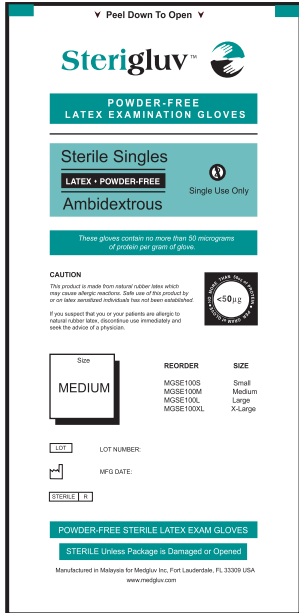 Peel Down To Open
Sterigluv™
POWDER-FREE
LATEX EXAMINATION GLOVES
Sterile Singles
LATEX • POWDER-FREE
Ambidextrous
Single Use Only
These gloves contain no more than 50 micrograms
of protein per gram of glove.
CAUTION
This product is made from natural rubber latex which
may cause allergic reactions. Safe use of this product by
or on latex sensitized individuals has not been established.
If you suspect that you or your patients are allergic to
natural rubber latex, discontinue use immediately and
seek the advice of a physician.
<50µg
Size
MEDIUM
REORDER SIZE
MGSE100S Small
MGSE100M Medium
MGSE100L Large
MGSE100XL X-Large
LOT LOT NUMBER:
MFG DATE:
STERILE R
POWDER-FREE STERILE LATEX EXAM GLOVES
STERILE Unless Package is Damaged or Opened
Manufactured in Malaysia for Medgluv Inc, Fort Lauderdale, FL 33309 USA
www.medgluv.com